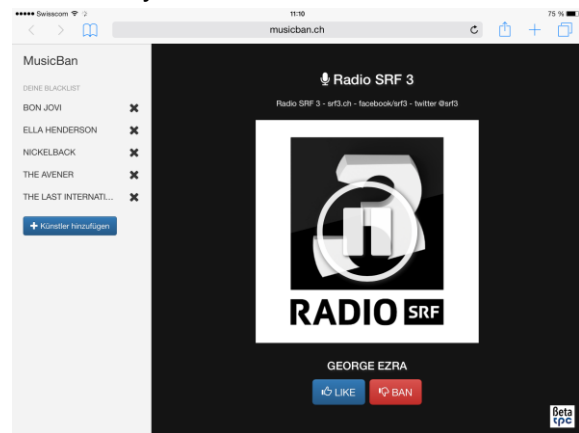 Swisscom
11:10
75 %
musicban.ch
MusicBan
DEINE BLACKLIST
BON JOVI
ELLA HENDERSON
NICKELBACK
THE AVENER
THE LAST INTERNATI...
Künstler hinzufügen
Radio SRF 3
Radio SRF 3 - srf3.ch - facebook/srf3 - twitter @srf3
3
RADIO SRF
GEORGE EZRA
LIKE
BAN
Beta
tpc